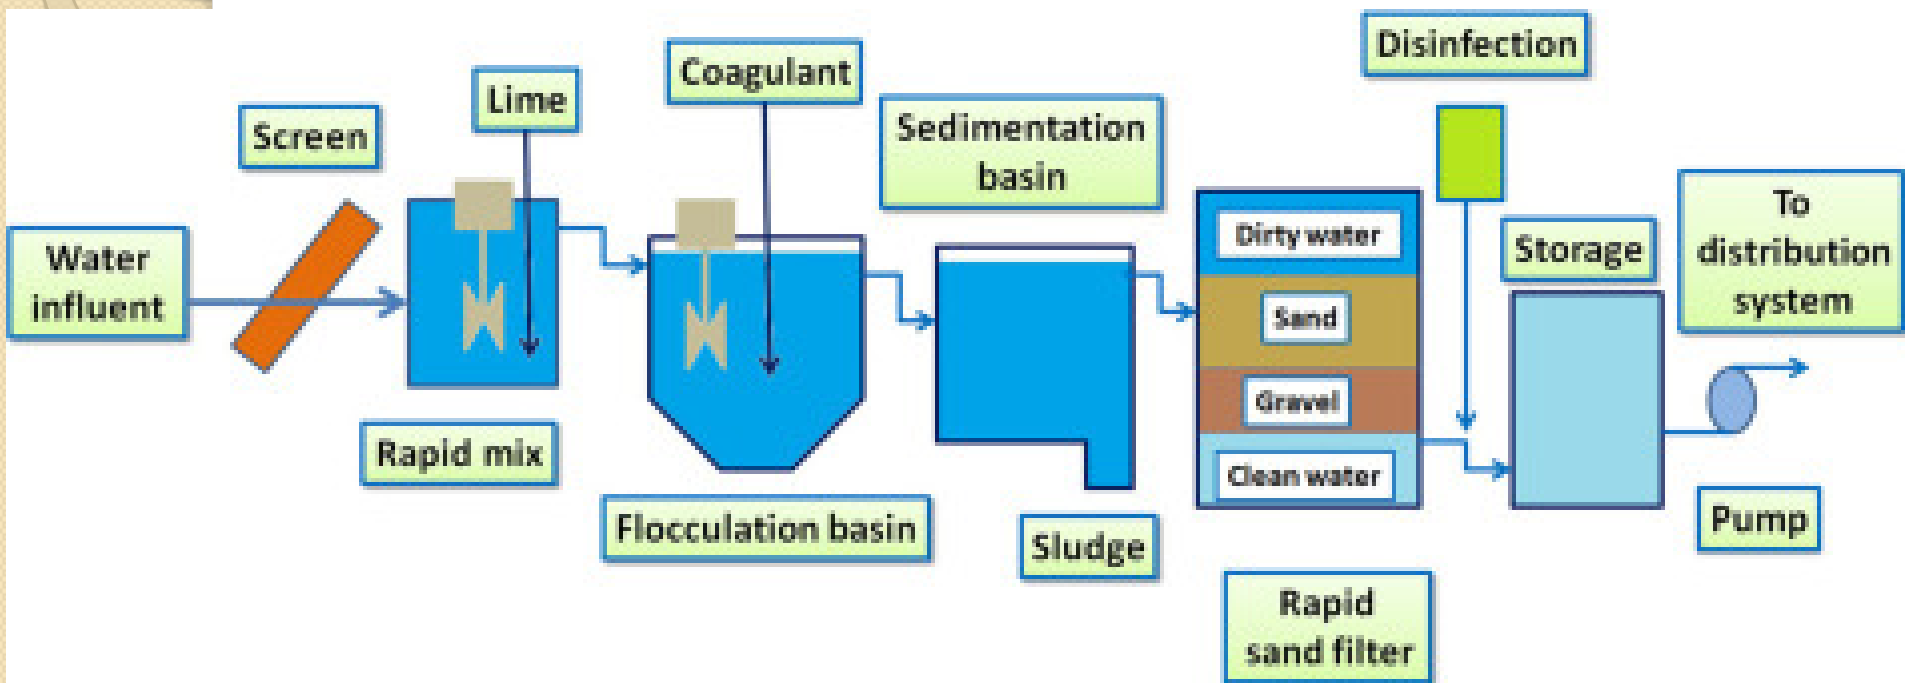 Disinfection
Coagulant
Lime
Screen
Sedimentation
basin
Water
influent
Dirty water
Sand
Gravel
Clean water
Storage
To
distribution
system
Rapid mix
Flocculation basin
Sludge
Pump
Rapid
sand filter